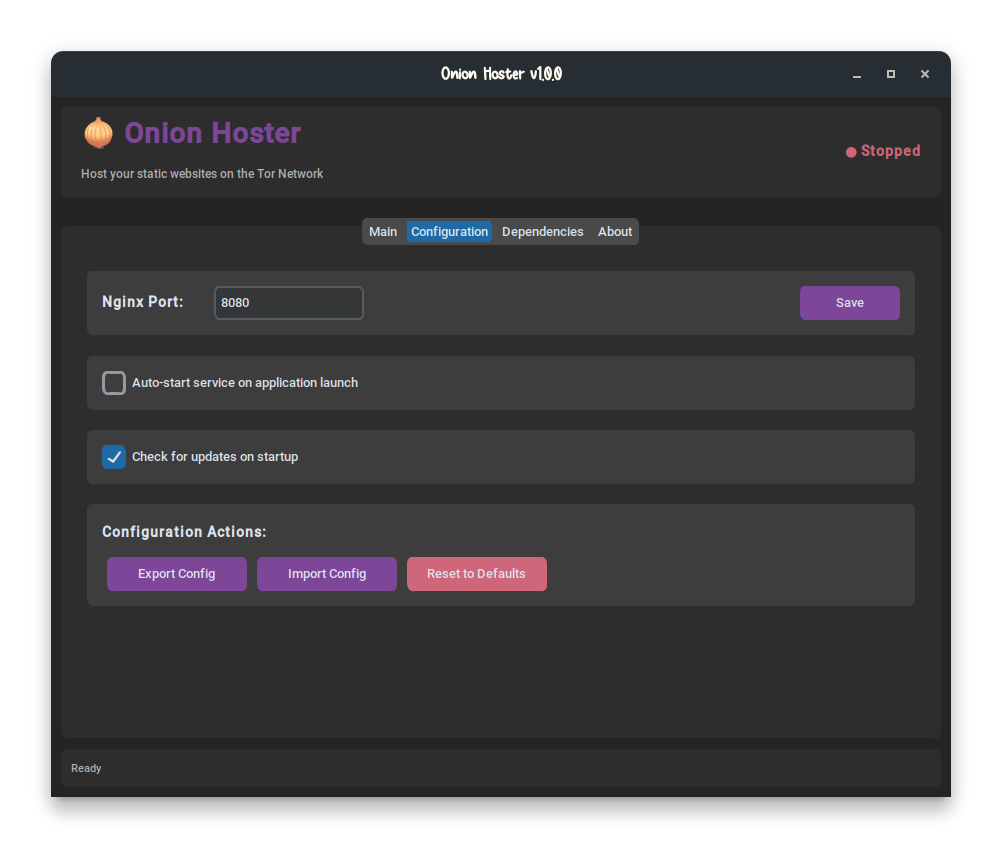 Onion Hoster v1.0.0
Onion Hoster
Stopped
Host your static websites on the Tor Network
Main Configuration Dependencies About
Nginx Port: 8080 Save
Auto-start service on application launch
Check for updates on startup
Configuration Actions:
Export Config Import Config Reset to Defaults
Ready